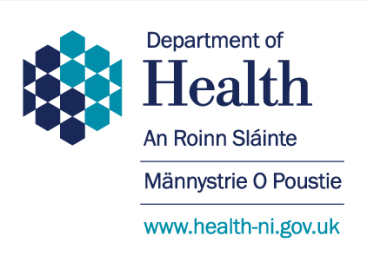 Department of
Health
An Roinn Sláinte
Männystrie O Poustie
www.health-ni.gov.uk